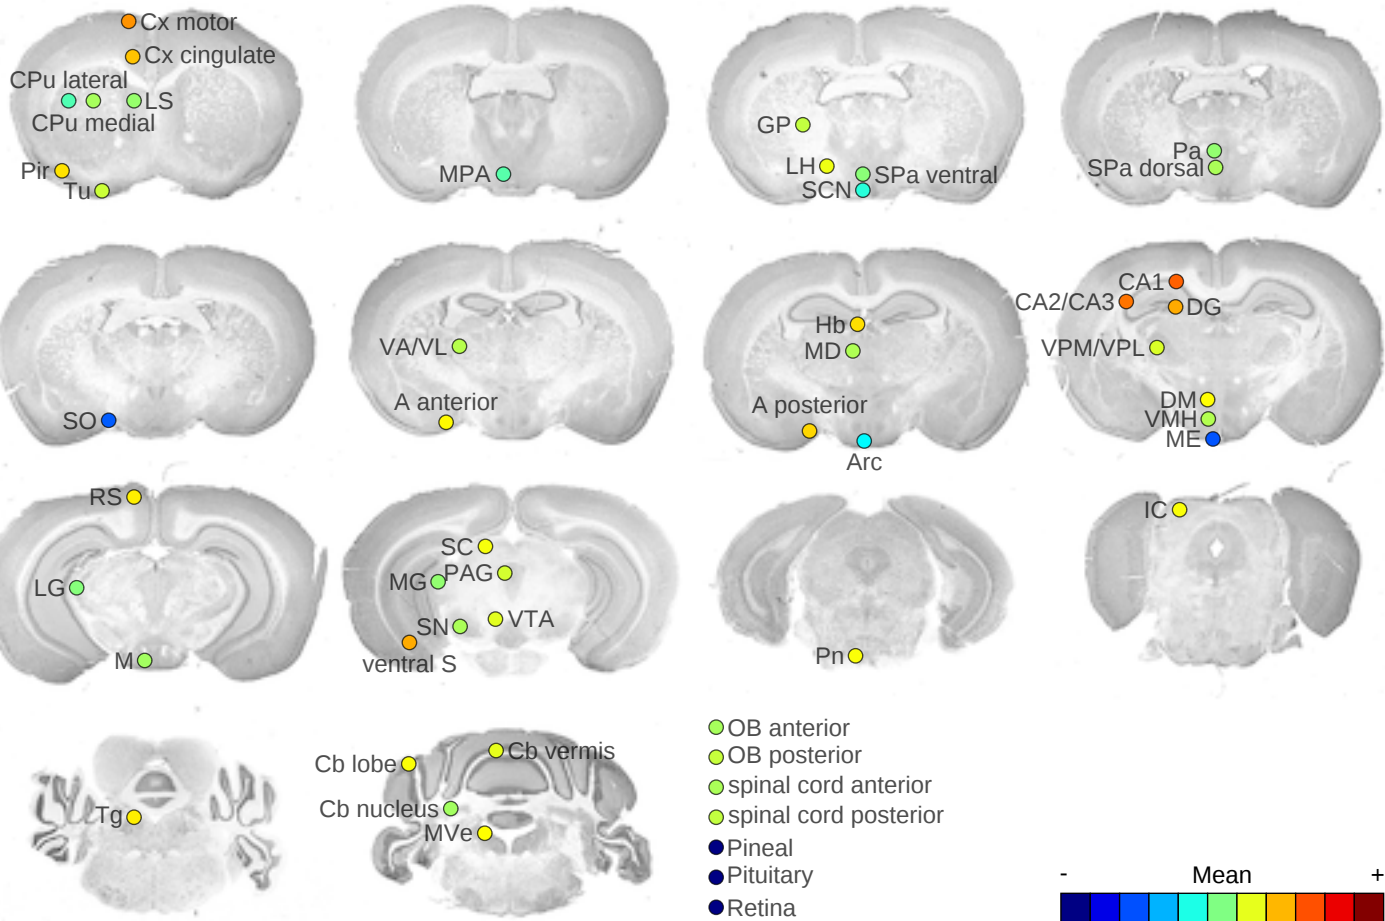 Cx motor
Cx cingulate
CPu lateral
LS
CPu medial
Pir
Tu
MPA
GP
LH
SPa ventral
SCN
Pa
SPa dorsal
SO
VA/VL
A anterior
Hb
MD
A posterior
Arc
CA1
CA2/CA3
DG
VPM/VPL
DM
VMH
ME
RS
LG
M
SC
MG
PAG
SN
VTA
ventral S
Pn
IC
Tg
Cb lobe
Cb vermis
Cb nucleus
MVe
OB anterior
OB posterior
spinal cord anterior
spinal cord posterior
Pineal
Pituitary
Retina
- Mean +